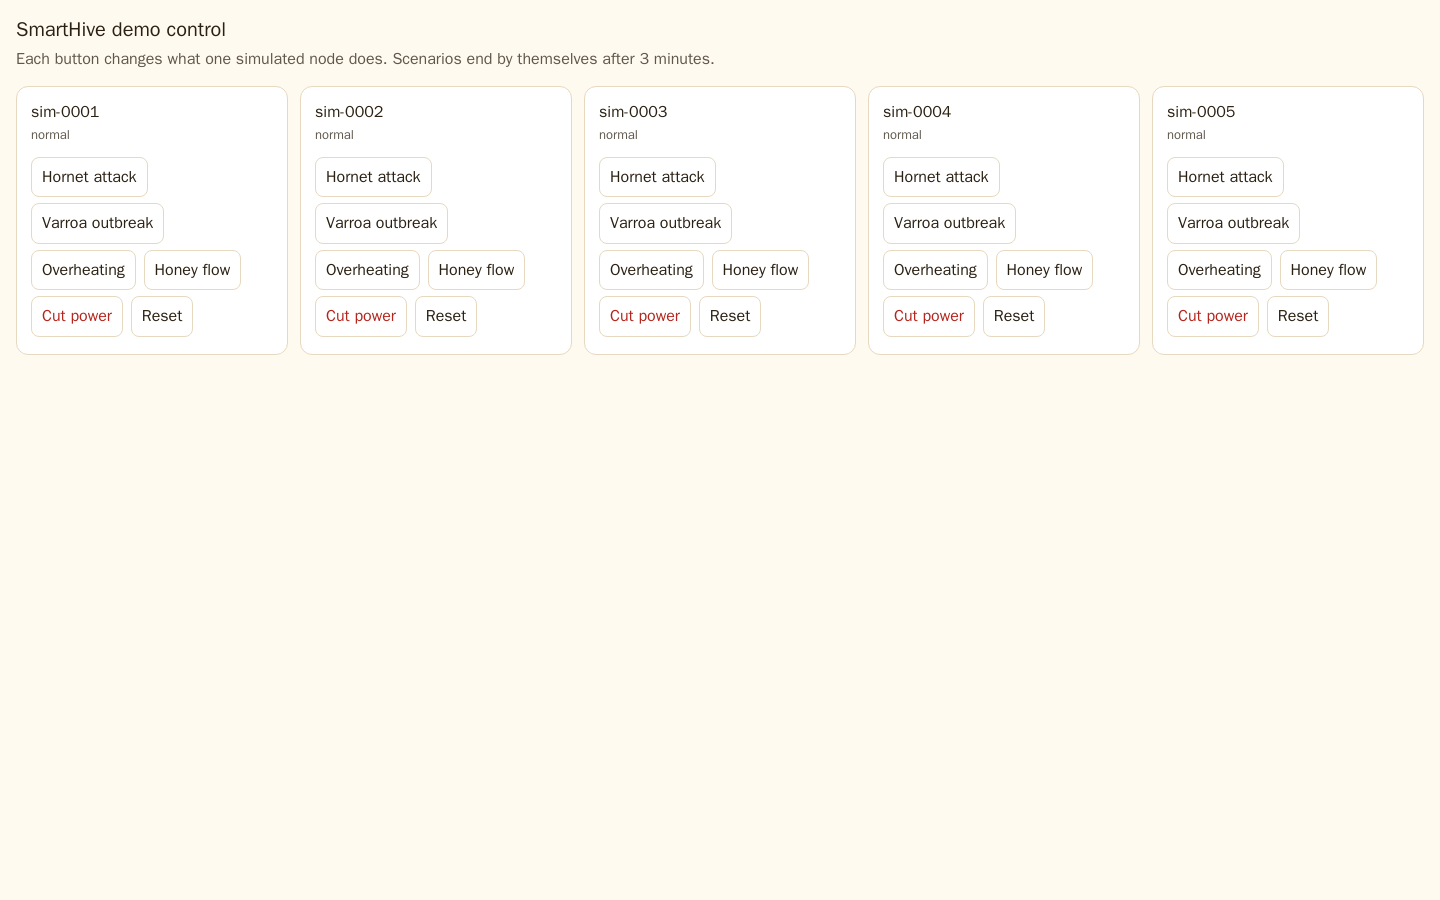 SmartHive demo control
Each button changes what one simulated node does. Scenarios end by themselves after 3 minutes.
sim-0001
normal
Hornet attack
Varroa outbreak
Overheating Honey flow
Cut power Reset
sim-0002
normal
Hornet attack
Varroa outbreak
Overheating Honey flow
Cut power Reset
sim-0003
normal
Hornet attack
Varroa outbreak
Overheating Honey flow
Cut power Reset
sim-0004
normal
Hornet attack
Varroa outbreak
Overheating Honey flow
Cut power Reset
sim-0005
normal
Hornet attack
Varroa outbreak
Overheating Honey flow
Cut power Reset